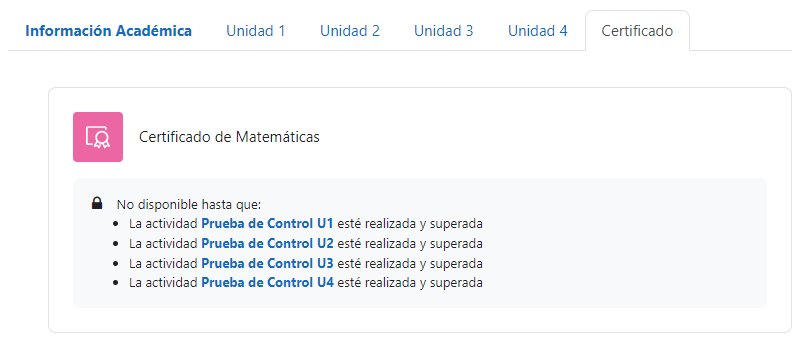 Información Académica Unidad 1 Unidad 2 Unidad 3 Unidad 4 Certificado
Certificado de Matemáticas
No disponible hasta que:
• La actividad Prueba de Control U1 esté realizada y superada
• La actividad Prueba de Control U2 esté realizada y superada
• La actividad Prueba de Control U3 esté realizada y superada
• La actividad Prueba de Control U4 esté realizada y superada